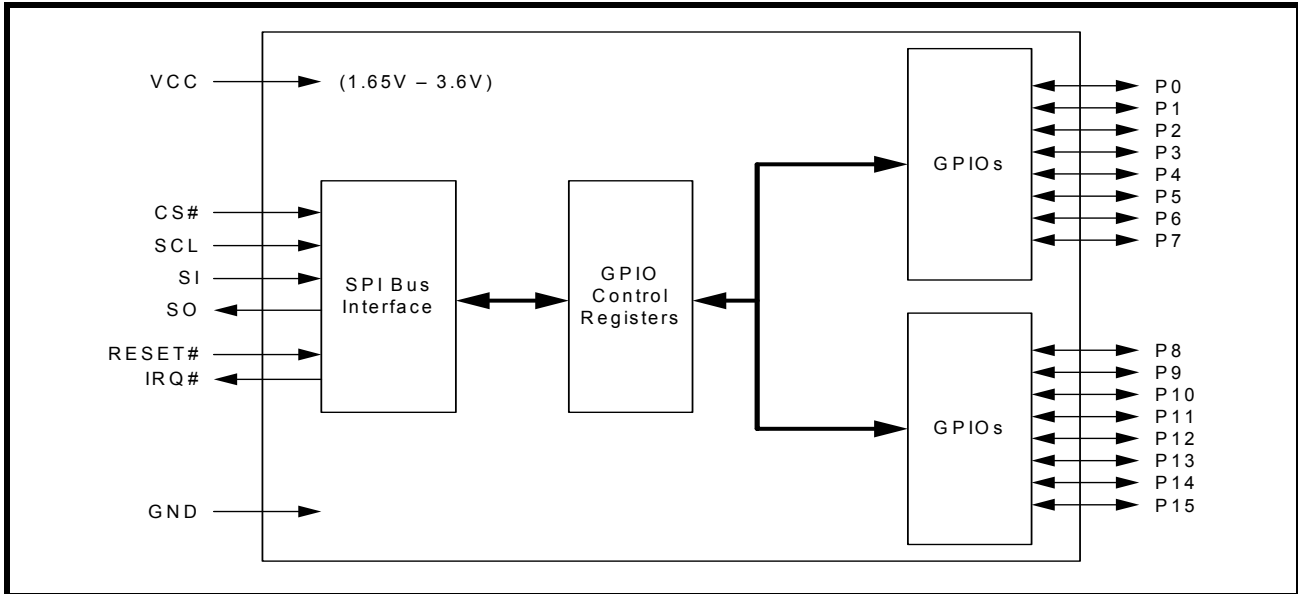 VCC
(1.65V – 3.6V)
CS#
SCL
SI
SO
RESET#
IRQ#
GND
SPI Bus
Interface
GPIO
Control
Registers
GPIOs
P0
P1
P2
P3
P4
P5
P6
P7
GPIOs
P8
P9
P10
P11
P12
P13
P14
P15